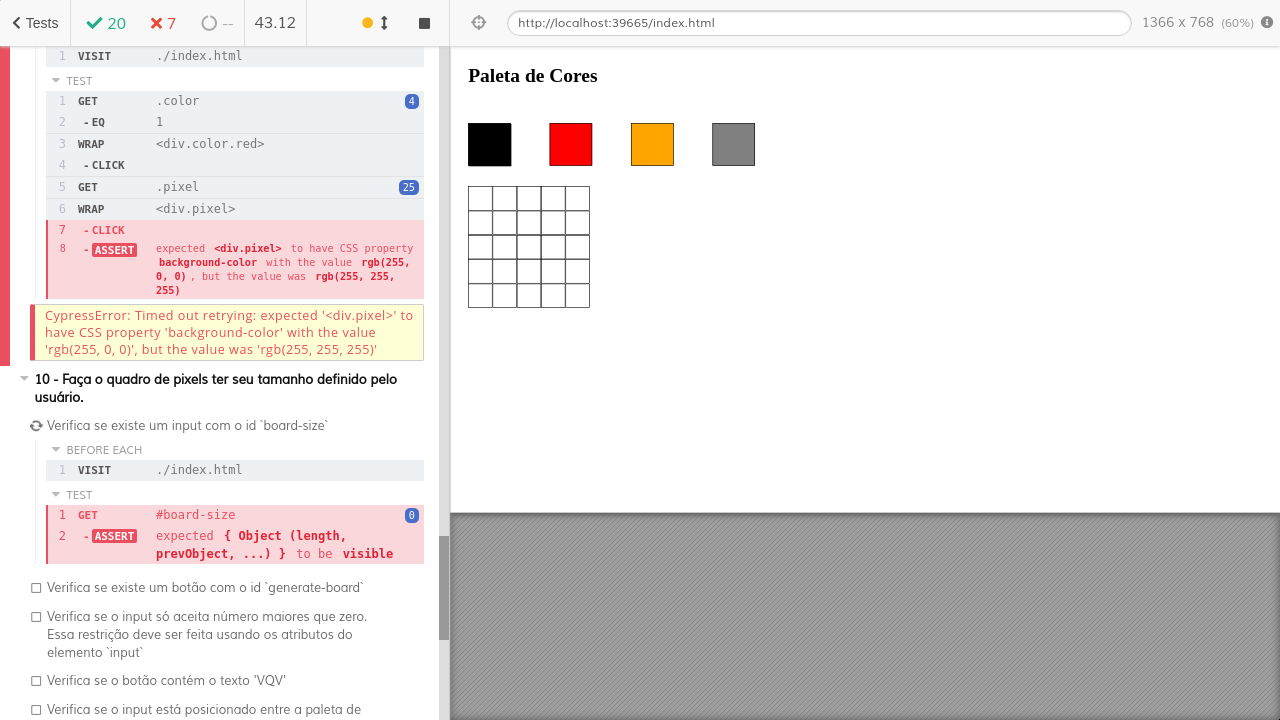 Tests 20 7 -- 43.12
http://localhost:39665/index.html 1366 x 768 (60%)
1 VISIT ./index.html
TEST
1 GET .color 4
2 - EQ 1
3 WRAP <div.color.red>
4 - CLICK
5 GET .pixel 25
6 WRAP <div.pixel>
7 - CLICK
8 - ASSERT expected <div.pixel> to have CSS property
background-color with the value rgb(255,
0, 0) , but the value was rgb(255, 255,
255)
CypressError: Timed out retrying: expected '<div.pixel>' to
have CSS property 'background-color' with the value
'rgb(255, 0, 0)', but the value was 'rgb(255, 255, 255)'
10 - Faça o quadro de pixels ter seu tamanho definido pelo
usuário.
Verifica se existe um input com o id `board-size`
BEFORE EACH
1 VISIT ./index.html
TEST
1 GET #board-size 0
2 - ASSERT expected { Object (length,
prevObject, ...) } to be visible
Verifica se existe um botão com o id `generate-board`
Verifica se o input só aceita número maiores que zero.
Essa restrição deve ser feita usando os atributos do
elemento `input`
Verifica se o botão contém o texto 'VQV'
Verifica se o input está posicionado entre a paleta de
Paleta de Cores